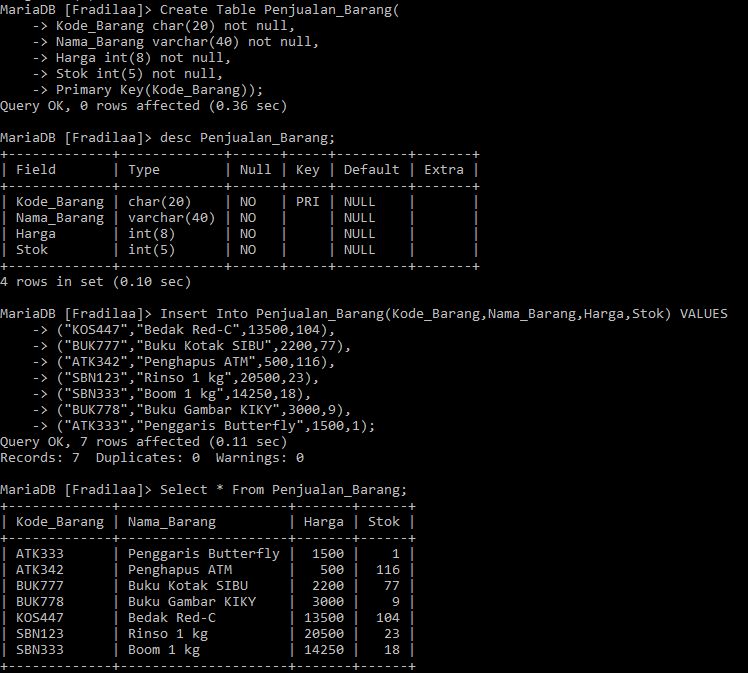 MariaDB [Fradilaa]> Create Table Penjualan_Barang(
    -> Kode_Barang char(20) not null,
    -> Nama_Barang varchar(40) not null,
    -> Harga int(8) not null,
    -> Stok int(5) not null,
    -> Primary Key(Kode_Barang));
Query OK, 0 rows affected (0.36 sec)

MariaDB [Fradilaa]> desc Penjualan_Barang;
+-------------+-------------+------+-----+---------+-------+
| Field       | Type        | Null | Key | Default | Extra |
+-------------+-------------+------+-----+---------+-------+
| Kode_Barang | char(20)    | NO   | PRI | NULL    |       |
| Nama_Barang | varchar(40) | NO   |     | NULL    |       |
| Harga       | int(8)      | NO   |     | NULL    |       |
| Stok        | int(5)      | NO   |     | NULL    |       |
+-------------+-------------+------+-----+---------+-------+
4 rows in set (0.10 sec)

MariaDB [Fradilaa]> Insert Into Penjualan_Barang(Kode_Barang,Nama_Barang,Harga,Stok) VALUES
    -> ("KOS447","Bedak Red-C",13500,104),
    -> ("BUK777","Buku Kotak SIBU",2200,77),
    -> ("ATK342","Penghapus ATM",500,116),
    -> ("SBN123","Rinso 1 kg",20500,23),
    -> ("SBN333","Boom 1 kg",14250,18),
    -> ("BUK778","Buku Gambar KIKY",3000,9),
    -> ("ATK333","Penggaris Butterfly",1500,1);
Query OK, 7 rows affected (0.11 sec)
Records: 7  Duplicates: 0  Warnings: 0

MariaDB [Fradilaa]> Select * From Penjualan_Barang;
+-------------+---------------------+-------+------+
| Kode_Barang | Nama_Barang         | Harga | Stok |
+-------------+---------------------+-------+------+
| ATK333      | Penggaris Butterfly |  1500 |    1 |
| ATK342      | Penghapus ATM       |   500 |  116 |
| BUK777      | Buku Kotak SIBU     |  2200 |   77 |
| BUK778      | Buku Gambar KIKY    |  3000 |    9 |
| KOS447      | Bedak Red-C         | 13500 |  104 |
| SBN123      | Rinso 1 kg          | 20500 |   23 |
| SBN333      | Boom 1 kg           | 14250 |   18 |
+-------------+---------------------+-------+------+